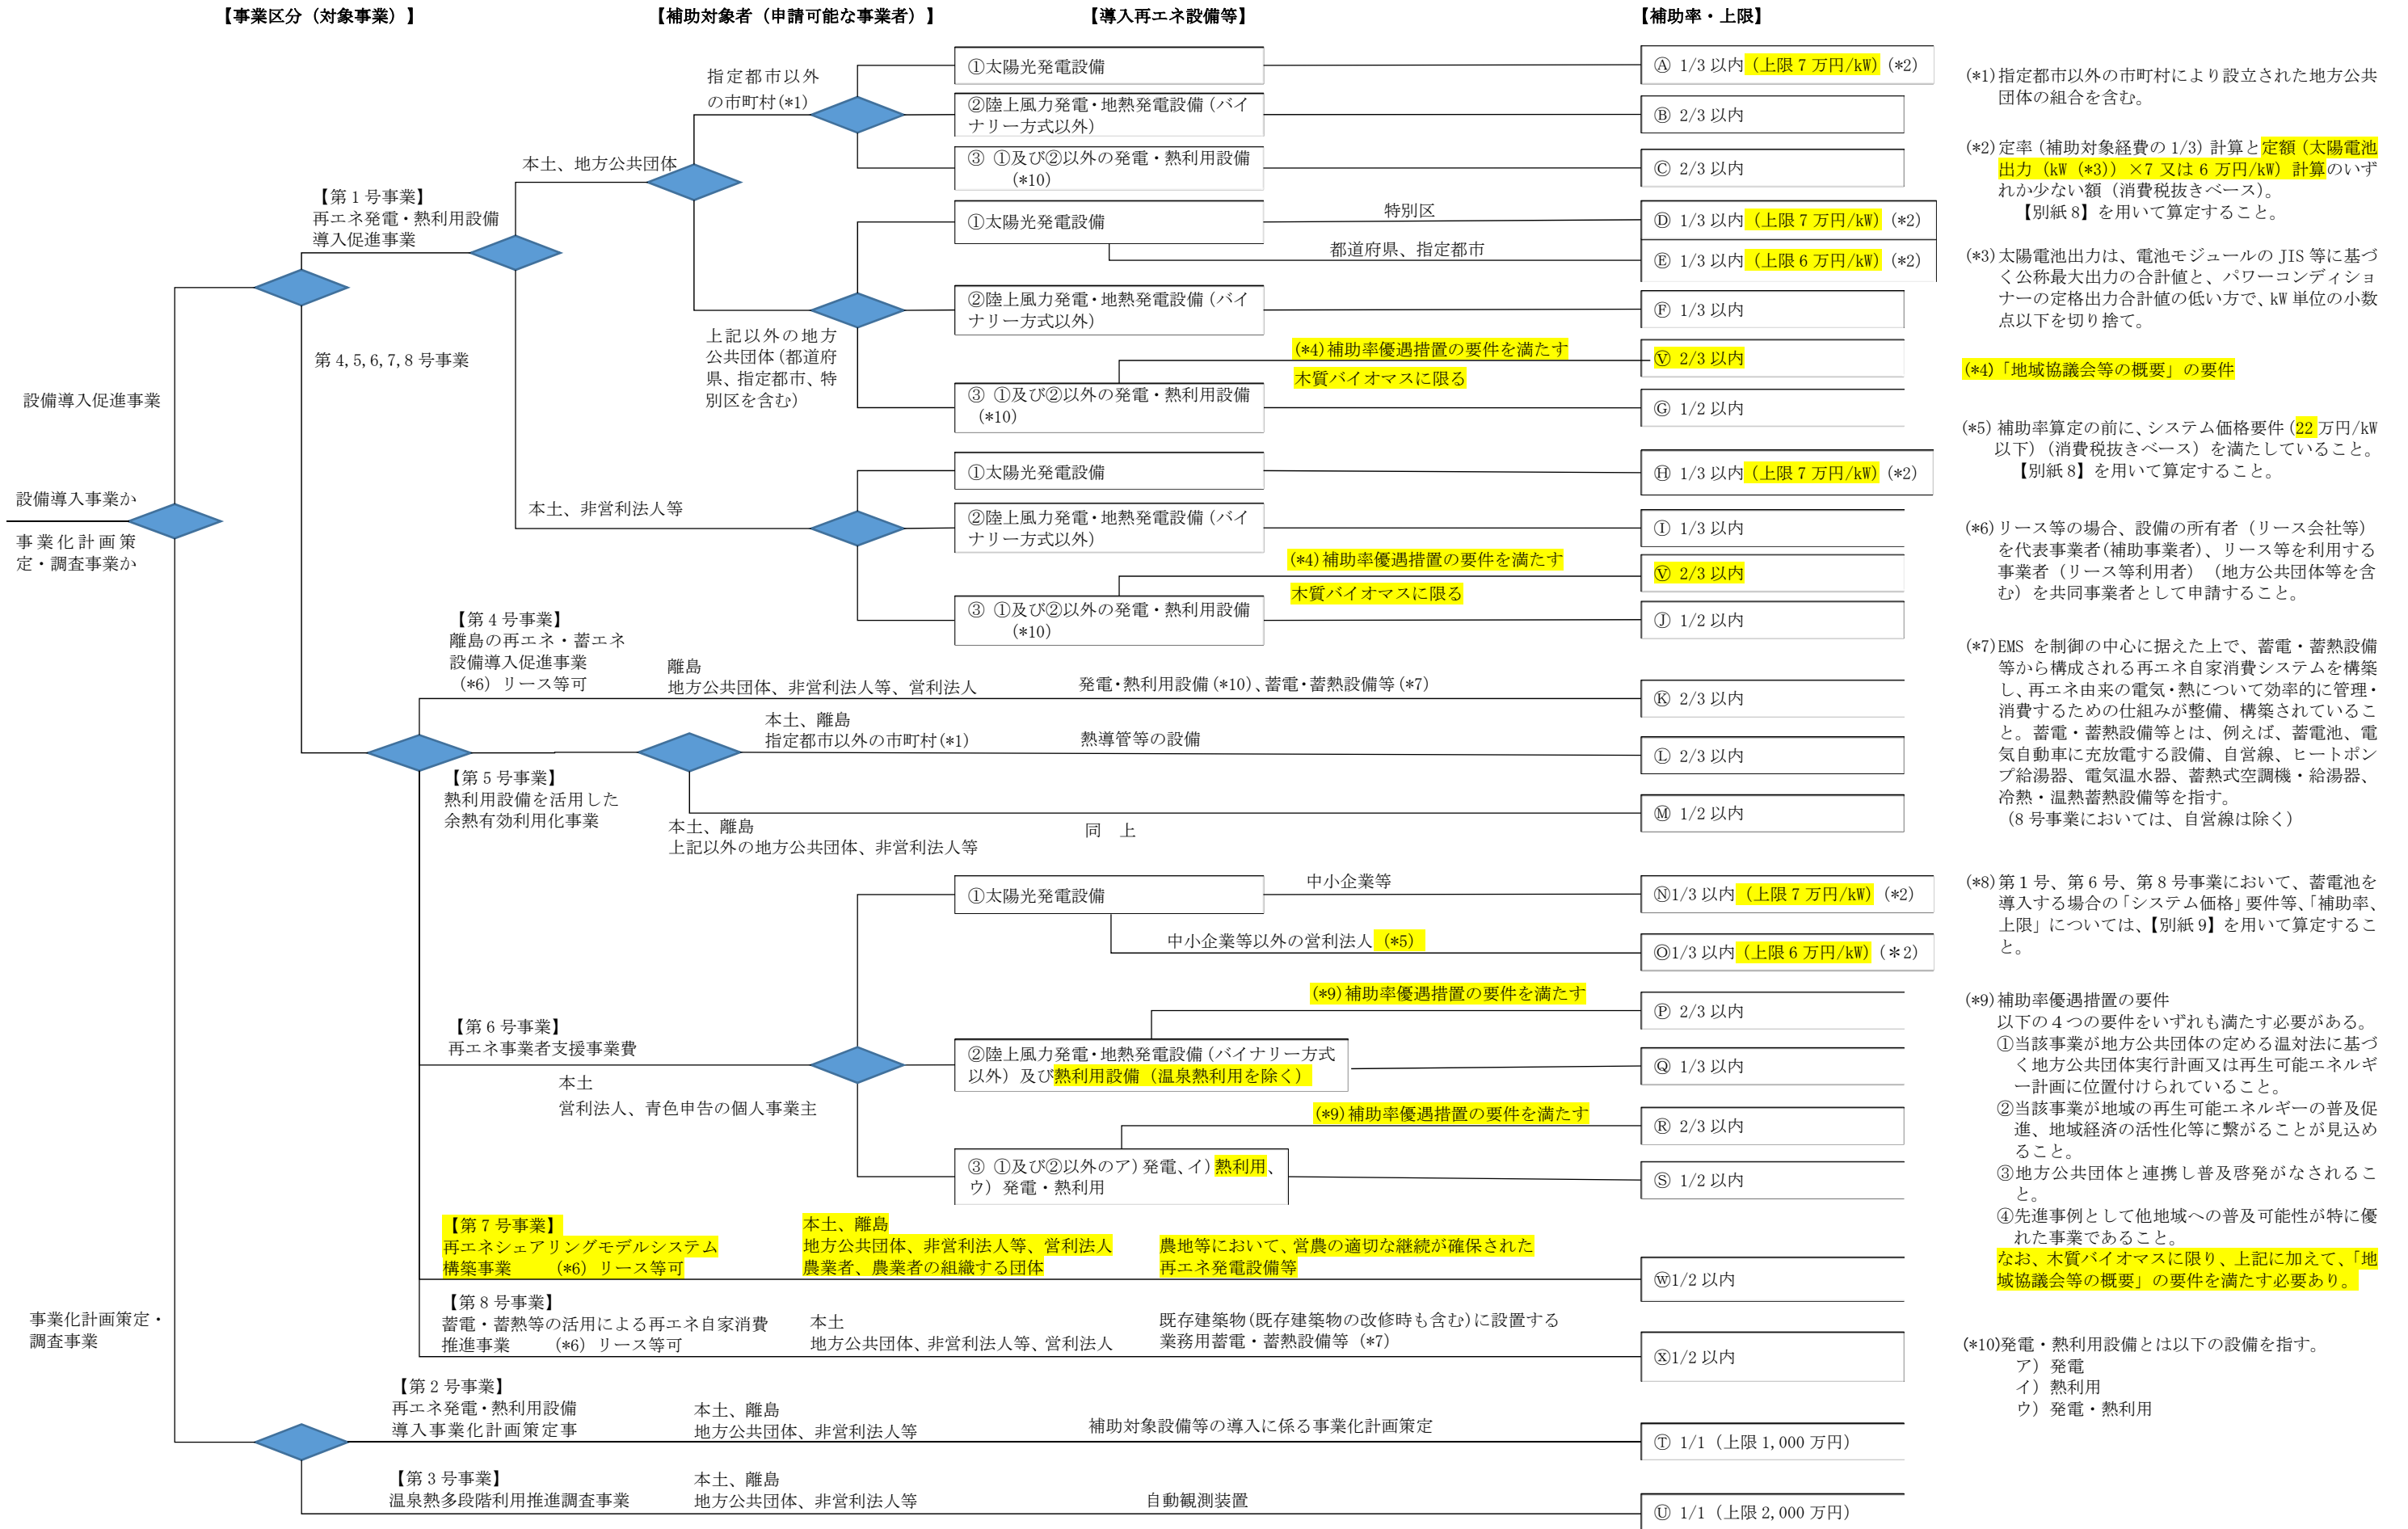 【事業区分（対象事業）】
【補助対象者（申請可能な事業者）】
【導入再エネ設備等】
【補助率・上限】
設備導入事業か
事業化計画策
定・調査事業か
設備導入促進事業
事業化計画策定・
調査事業
【第1号事業】
再エネ発電・熱利用設備
導入促進事業
第4,5,6,7,8号事業
本土、地方公共団体
指定都市以外
の市町村(*1)
①太陽光発電設備
Ⓐ 1/3以内（上限7万円/kW）(*2)
②陸上風力発電・地熱発電設備（バイ
ナリー方式以外）
Ⓑ 2/3以内
③ ①及び②以外の発電・熱利用設備
(*10)
Ⓒ 2/3以内
上記以外の地方
公共団体（都道府
県、指定都市、特
別区を含む）
①太陽光発電設備
特別区
Ⓓ 1/3以内（上限7万円/kW）(*2)
都道府県、指定都市
Ⓔ 1/3以内（上限6万円/kW）(*2)
②陸上風力発電・地熱発電設備（バイ
ナリー方式以外）
Ⓕ 1/3以内
(*4)補助率優遇措置の要件を満たす
木質バイオマスに限る
Ⓥ 2/3以内
③ ①及び②以外の発電・熱利用設備
(*10)
Ⓖ 1/2以内
本土、非営利法人等
①太陽光発電設備
Ⓗ 1/3以内（上限7万円/kW）(*2)
②陸上風力発電・地熱発電設備（バイ
ナリー方式以外）
Ⓘ 1/3以内
(*4)補助率優遇措置の要件を満たす
木質バイオマスに限る
Ⓥ 2/3以内
③ ①及び②以外の発電・熱利用設備
(*10)
Ⓙ 1/2以内
【第4号事業】
離島の再エネ・蓄エネ
設備導入促進事業
(*6) リース等可
離島
地方公共団体、非営利法人等、営利法人
発電・熱利用設備(*10)、蓄電・蓄熱設備等(*7)
Ⓚ 2/3以内
【第5号事業】
熱利用設備を活用した
余熱有効利用化事業
本土、離島
指定都市以外の市町村(*1)
熱導管等の設備
Ⓛ 2/3以内
本土、離島
上記以外の地方公共団体、非営利法人等
同　上
Ⓜ 1/2以内
【第6号事業】
再エネ事業者支援事業費
本土
営利法人、青色申告の個人事業主
①太陽光発電設備
中小企業等
Ⓝ1/3以内（上限7万円/kW）(*2)
中小企業等以外の営利法人（*5）
Ⓞ1/3以内（上限6万円/kW）(＊2)
(*9)補助率優遇措置の要件を満たす
Ⓟ 2/3以内
②陸上風力発電・地熱発電設備（バイナリー方式
以外）及び熱利用設備（温泉熱利用を除く）
Ⓠ 1/3以内
(*9)補助率優遇措置の要件を満たす
Ⓡ 2/3以内
③ ①及び②以外のア）発電、イ）熱利用、
ウ）発電・熱利用
Ⓢ 1/2以内
【第7号事業】
再エネシェアリングモデルシステム
構築事業　(*6) リース等可
本土、離島
地方公共団体、非営利法人等、営利法人
農業者、農業者の組織する団体
農地等において、営農の適切な継続が確保された
再エネ発電設備等
Ⓦ1/2以内
【第8号事業】
蓄電・蓄熱等の活用による再エネ自家消費
推進事業　(*6) リース等可
本土
地方公共団体、非営利法人等、営利法人
既存建築物(既存建築物の改修時も含む)に設置する
業務用蓄電・蓄熱設備等 (*7)
Ⓧ1/2以内
【第2号事業】
再エネ発電・熱利用設備
導入事業化計画策定事
本土、離島
地方公共団体、非営利法人等
補助対象設備等の導入に係る事業化計画策定
Ⓣ 1/1（上限1,000万円）
【第3号事業】
温泉熱多段階利用推進調査事業
本土、離島
地方公共団体、非営利法人等
自動観測装置
Ⓤ 1/1（上限2,000万円）
(*1)指定都市以外の市町村により設立された地方公共
団体の組合を含む。
(*2)定率（補助対象経費の1/3）計算と定額（太陽電池
出力（kW（*3））×7又は6万円/kW）計算のいず
れか少ない額（消費税抜きベース）。
【別紙8】を用いて算定すること。
(*3)太陽電池出力は、電池モジュールのJIS等に基づ
く公称最大出力の合計値と、パワーコンディショ
ナーの定格出力合計値の低い方で、kW単位の小数
点以下を切り捨て。
(*4)「地域協議会等の概要」の要件
(*5)補助率算定の前に、システム価格要件（22万円/kW
以下）（消費税抜きベース）を満たしていること。
【別紙8】を用いて算定すること。
(*6)リース等の場合、設備の所有者（リース会社等）
を代表事業者(補助事業者)、リース等を利用する
事業者（リース等利用者）（地方公共団体等を含
む）を共同事業者として申請すること。
(*7)EMS を制御の中心に据えた上で、蓄電・蓄熱設備
等から構成される再エネ自家消費システムを構築
し、再エネ由来の電気・熱について効率的に管理・
消費するための仕組みが整備、構築されているこ
と。蓄電・蓄熱設備等とは、例えば、蓄電池、電
気自動車に充放電する設備、自営線、ヒートポン
プ給湯器、電気温水器、蓄熱式空調機・給湯器、
冷熱・温熱蓄熱設備等を指す。
（8号事業においては、自営線は除く）
(*8)第1号、第6号、第8号事業において、蓄電池を
導入する場合の「システム価格」要件等、「補助率、
上限」については、【別紙9】を用いて算定するこ
と。
(*9)補助率優遇措置の要件
以下の4つの要件をいずれも満たす必要がある。
①当該事業が地方公共団体の定める温対法に基づ
く地方公共団体実行計画又は再生可能エネルギ
ー計画に位置付けられていること。
②当該事業が地域の再生可能エネルギーの普及促
進、地域経済の活性化等に繋がることが見込め
ること。
③地方公共団体と連携し普及啓発がなされるこ
と。
④先進事例として他地域への普及可能性が特に優
れた事業であること。
なお、木質バイオマスに限り、上記に加えて、「地
域協議会等の概要」の要件を満たす必要あり。
(*10)発電・熱利用設備とは以下の設備を指す。
ア）発電
イ）熱利用
ウ）発電・熱利用